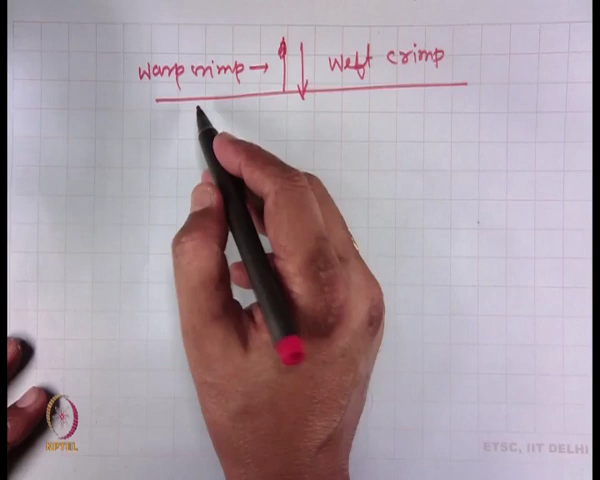 warp crimp → ↑ ↓ weft crimp
NPTEL
ETSC, IIT DELHI